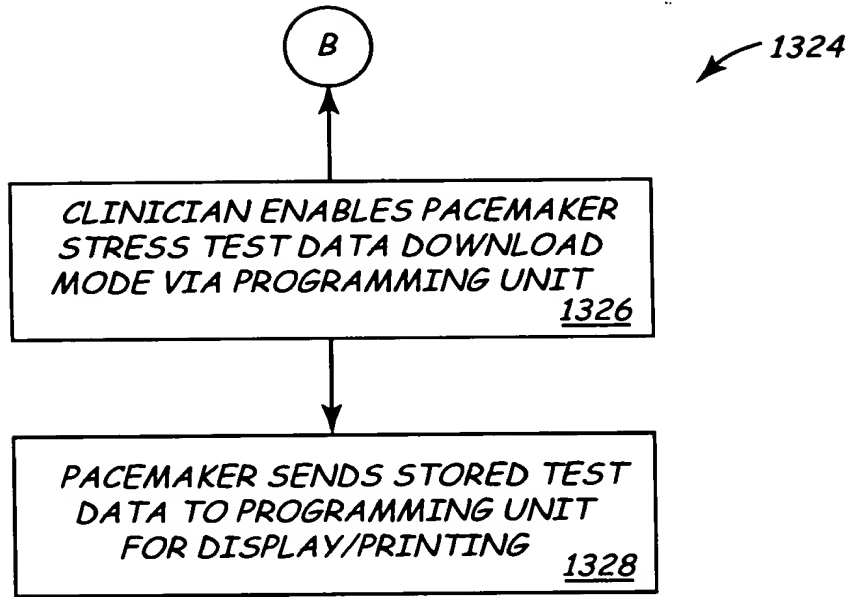 B
1324
CLINICIAN ENABLES PACEMAKER
STRESS TEST DATA DOWNLOAD
MODE VIA PROGRAMMING UNIT
1326
PACEMAKER SENDS STORED TEST
DATA TO PROGRAMMING UNIT
FOR DISPLAY/PRINTING
1328